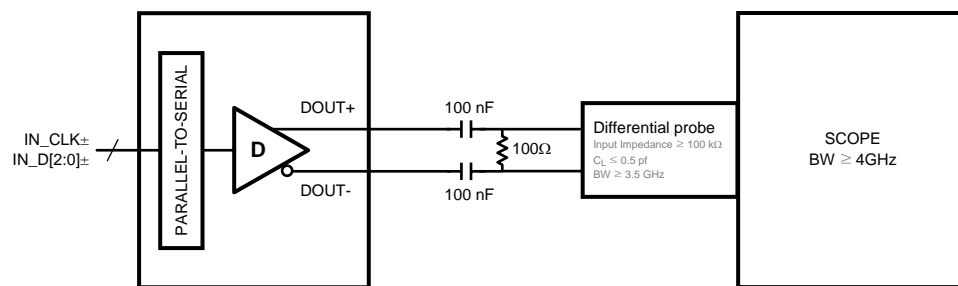 IN_CLK±
IN_D[2:0]±
PARALLEL-TO-SERIAL
D
DOUT+
DOUT-
100 nF
100Ω
100 nF
Differential probe
Input Impedance ≥ 100 kΩ
CL ≤ 0.5 pf
BW ≥ 3.5 GHz
SCOPE
BW ≥ 4GHz